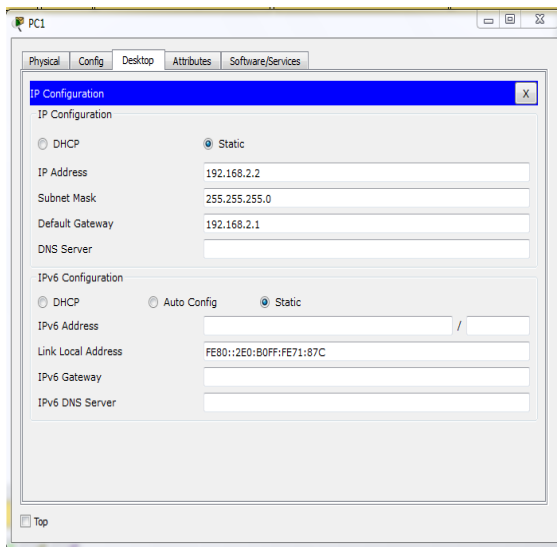 PC1
Physical Config Desktop Attributes Software/Services
IP Configuration X
IP Configuration
DHCP Static
IP Address 192.168.2.2
Subnet Mask 255.255.255.0
Default Gateway 192.168.2.1
DNS Server
IPv6 Configuration
DHCP Auto Config Static
IPv6 Address /
Link Local Address FE80::2E0:B0FF:FE71:87C
IPv6 Gateway
IPv6 DNS Server
Top